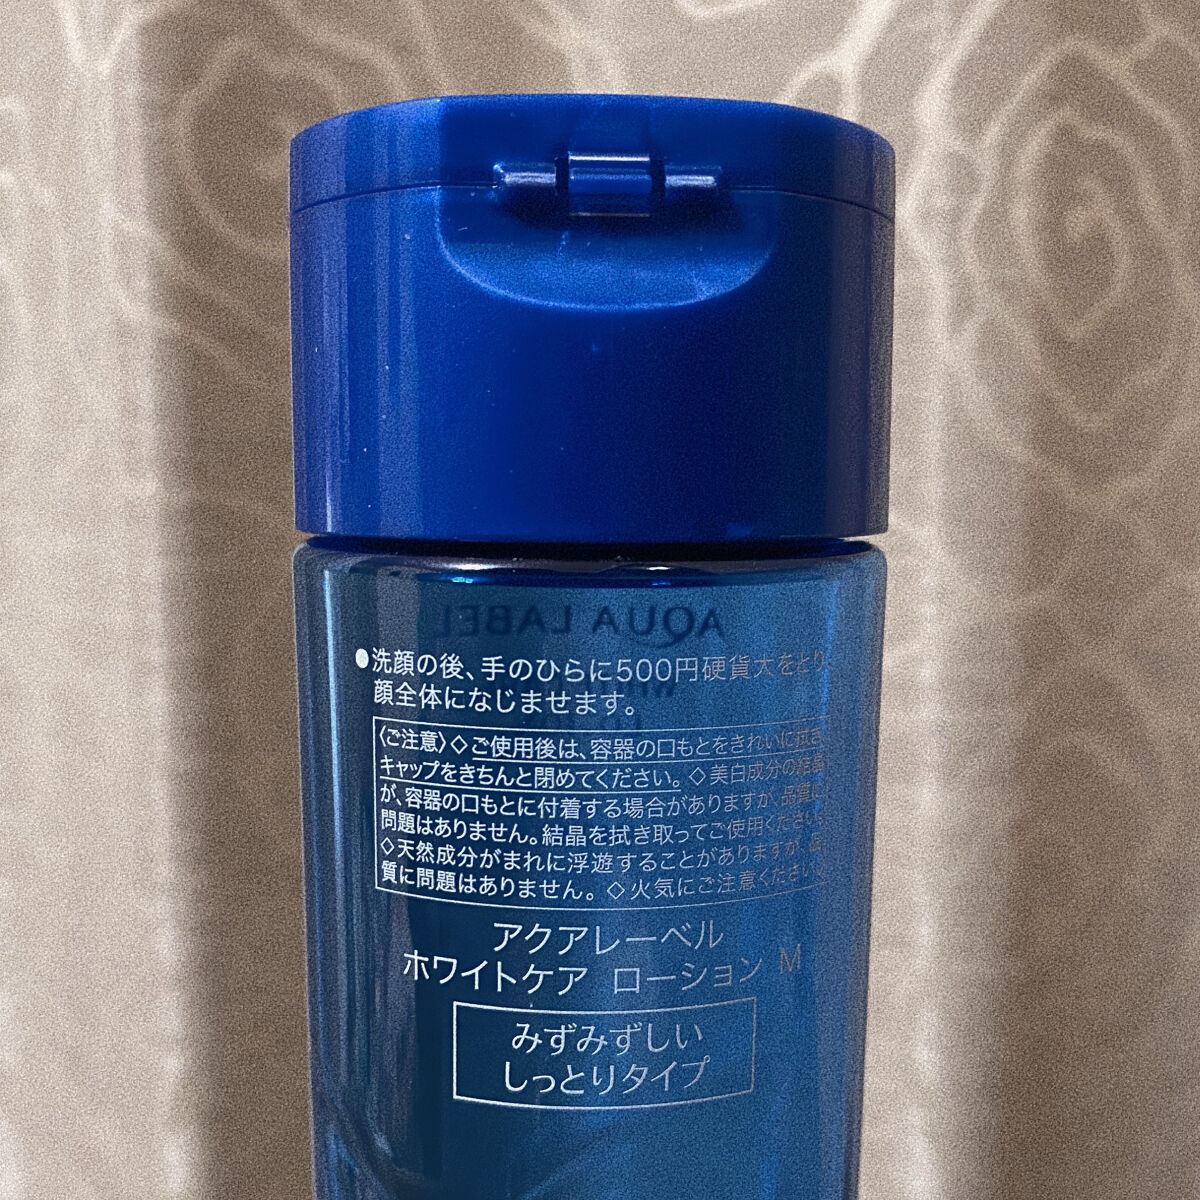 AQUA LABEL
●洗顔の後、手のひらに500円硬貨大をとり
顔全体になじませます。
〈ご注意〉◇ご使用後は、容器の口もとをきれいに拭き、
キャップをきちんと閉めてください。◇美白成分の結晶
が、容器の口もとに付着する場合がありますが、品質に
問題はありません。結晶を拭き取ってご使用ください。
◇天然成分がまれに浮遊することがありますが、品
質に問題はありません。◇火気にご注意ください。
アクアレーベル
ホワイトケア ローション M
みずみずしい
しっとりタイプ